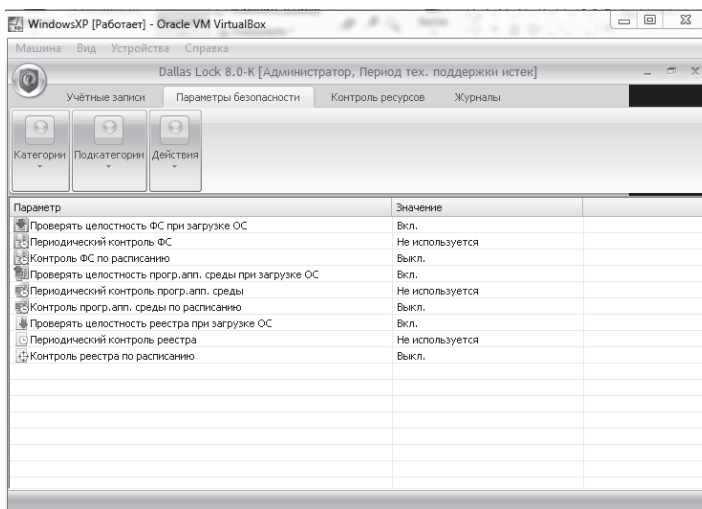 WindowsXP [Работает] - Oracle VM VirtualBox
Машина Вид Устройства Справка
Dallas Lock 8.0-K [Администратор, Период тех. поддержки истек]
Учётные записи Параметры безопасности Контроль ресурсов Журналы
Категории Подкатегории Действия
Параметр Значение
Проверять целостность ФС при загрузке ОС Вкл.
Периодический контроль ФС Не используется
Контроль ФС по расписанию Выкл.
Проверять целостность прогр.апп. среды при загрузке ОС Вкл.
Периодический контроль прогр.апп. среды Не используется
Контроль прогр.апп. среды по расписанию Выкл.
Проверять целостность реестра при загрузке ОС Вкл.
Периодический контроль реестра Не используется
Контроль реестра по расписанию Выкл.